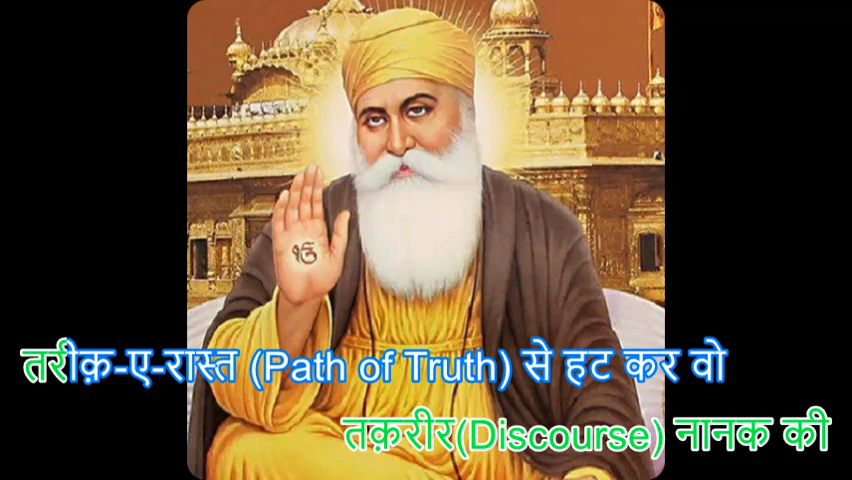 ੴ
तरीक़-ए-रास्त (Path of Truth) से हट कर वो
तक़रीर(Discourse) नानक की